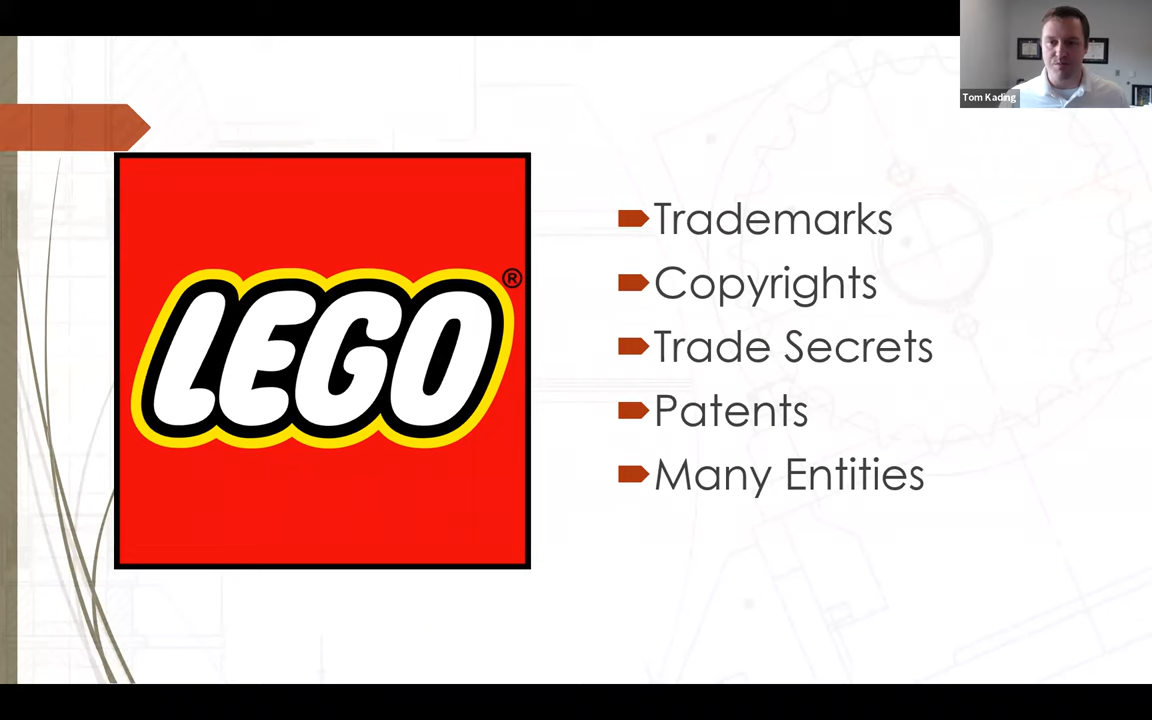 Tom Kading
LEGO®
Trademarks
Copyrights
Trade Secrets
Patents
Many Entities